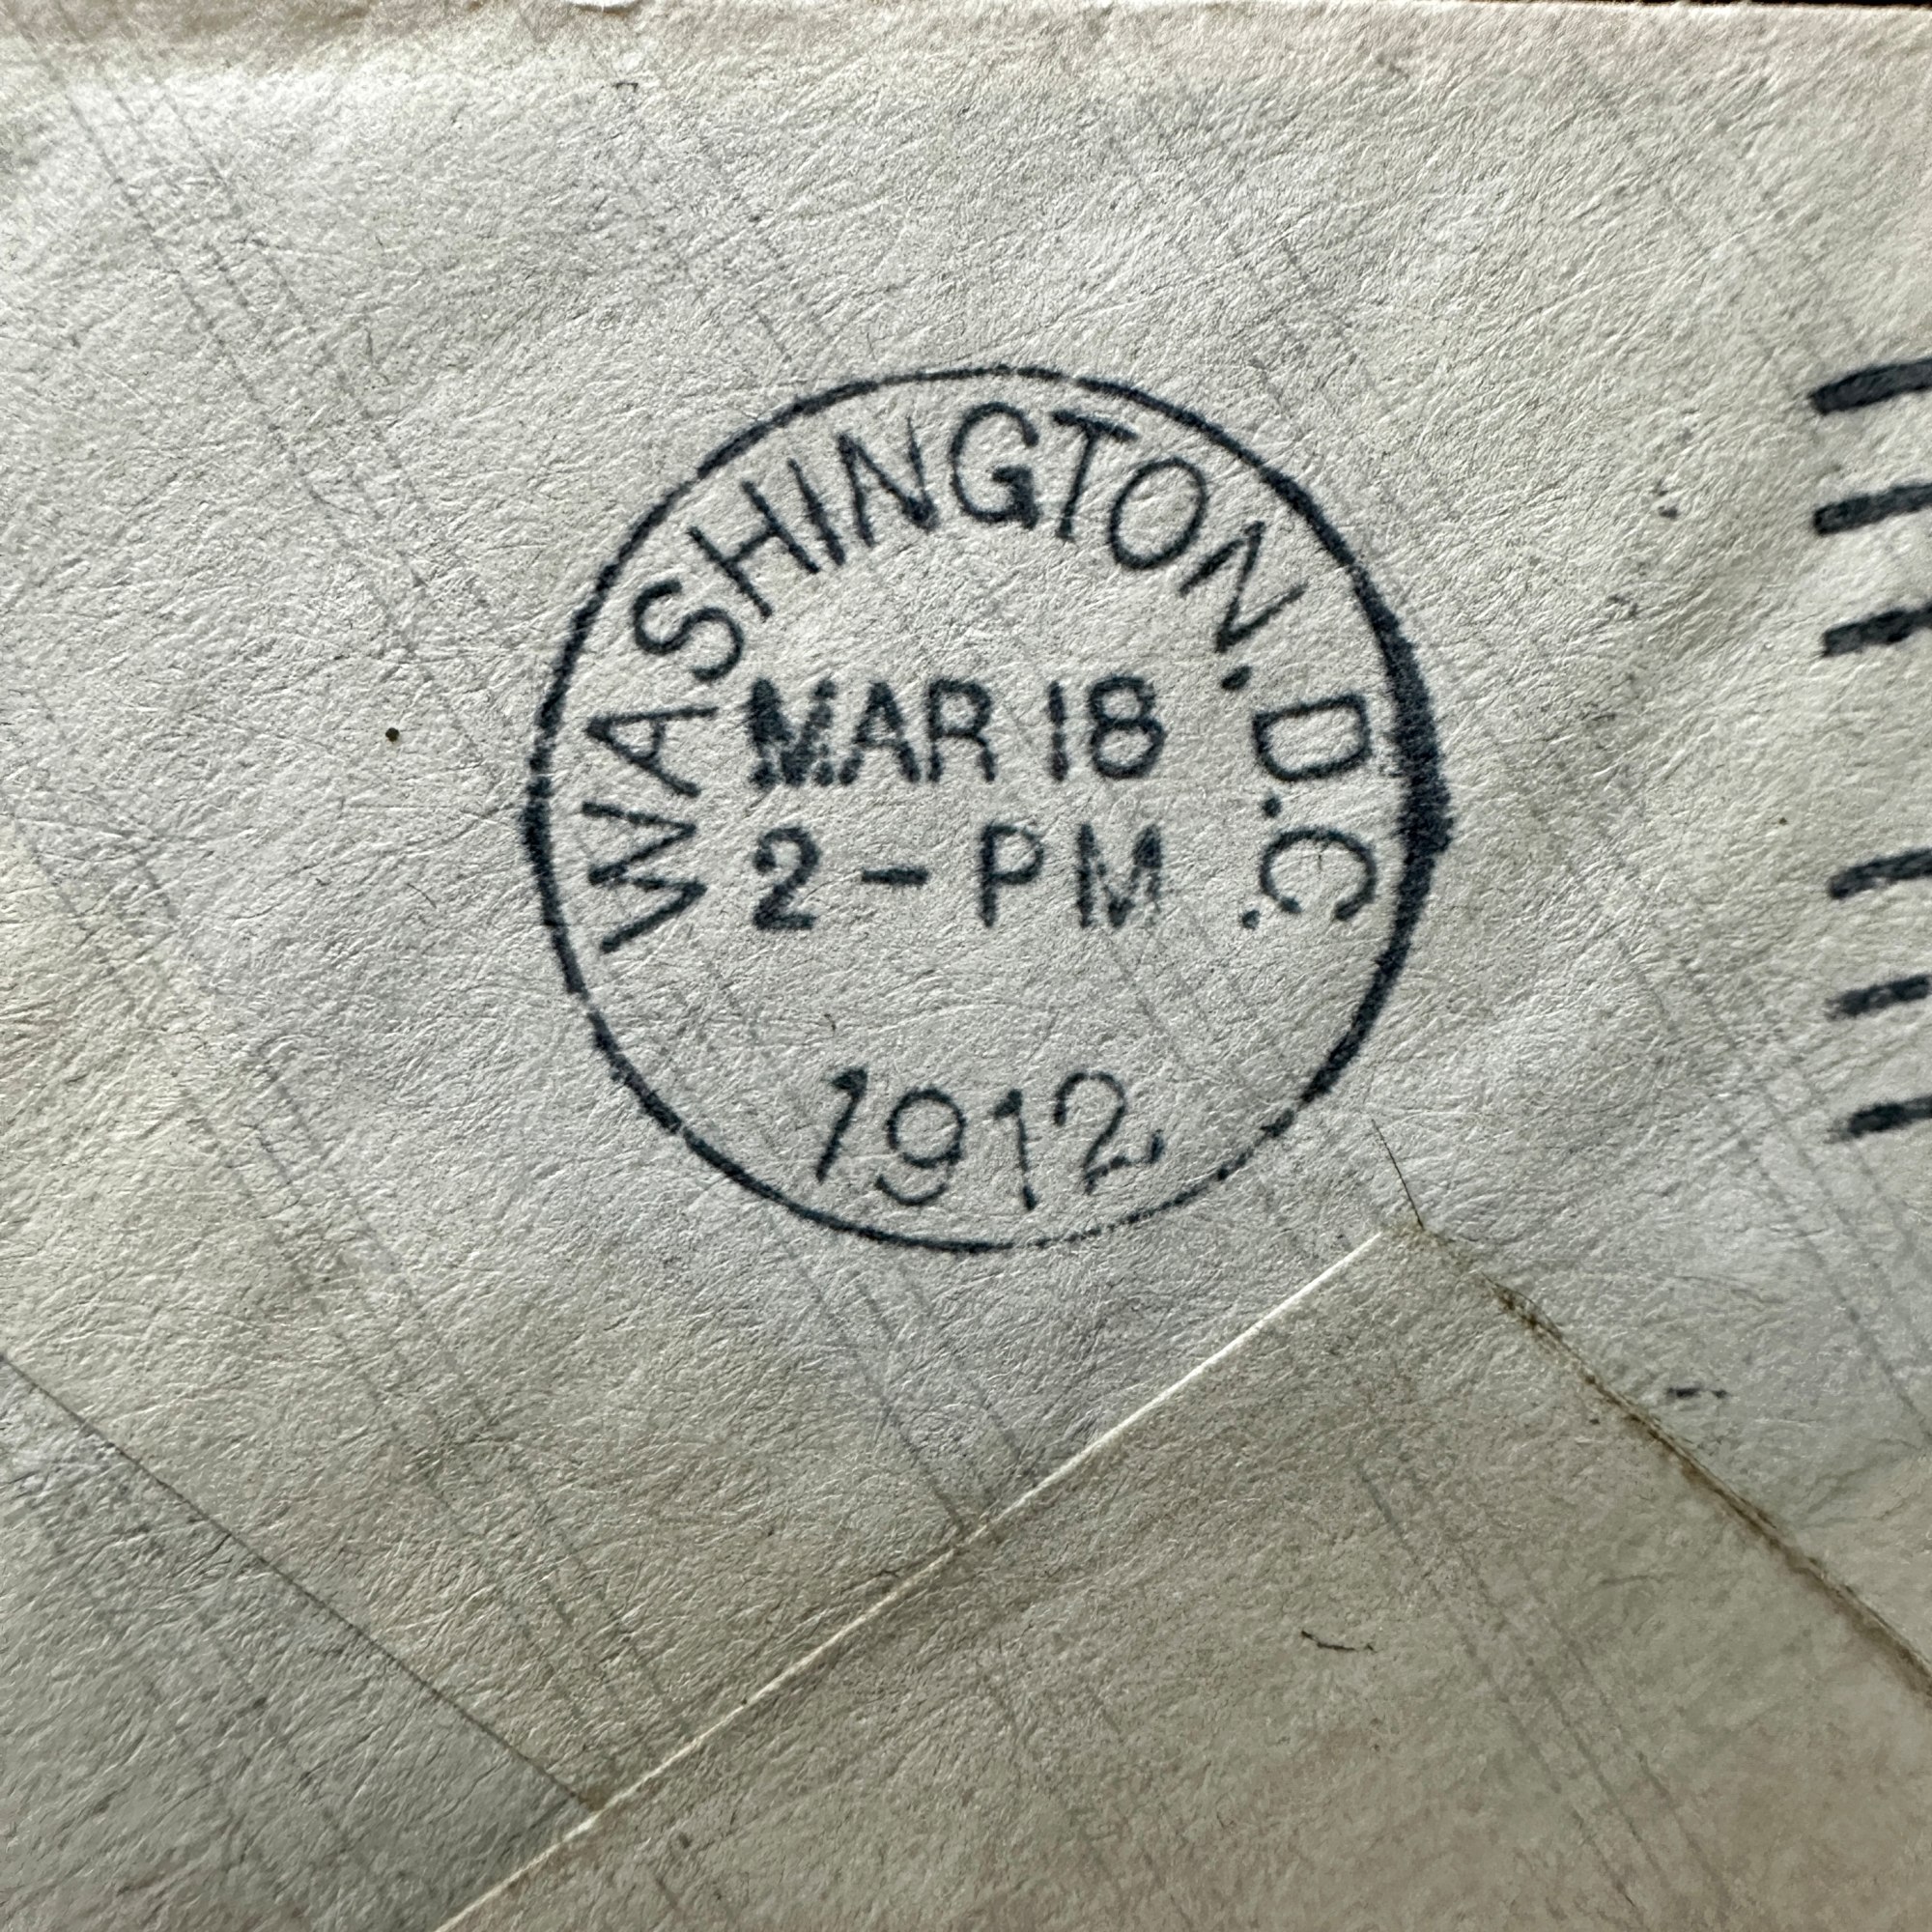 WASHINGTON. D.C.
MAR 18
2 - PM
1912